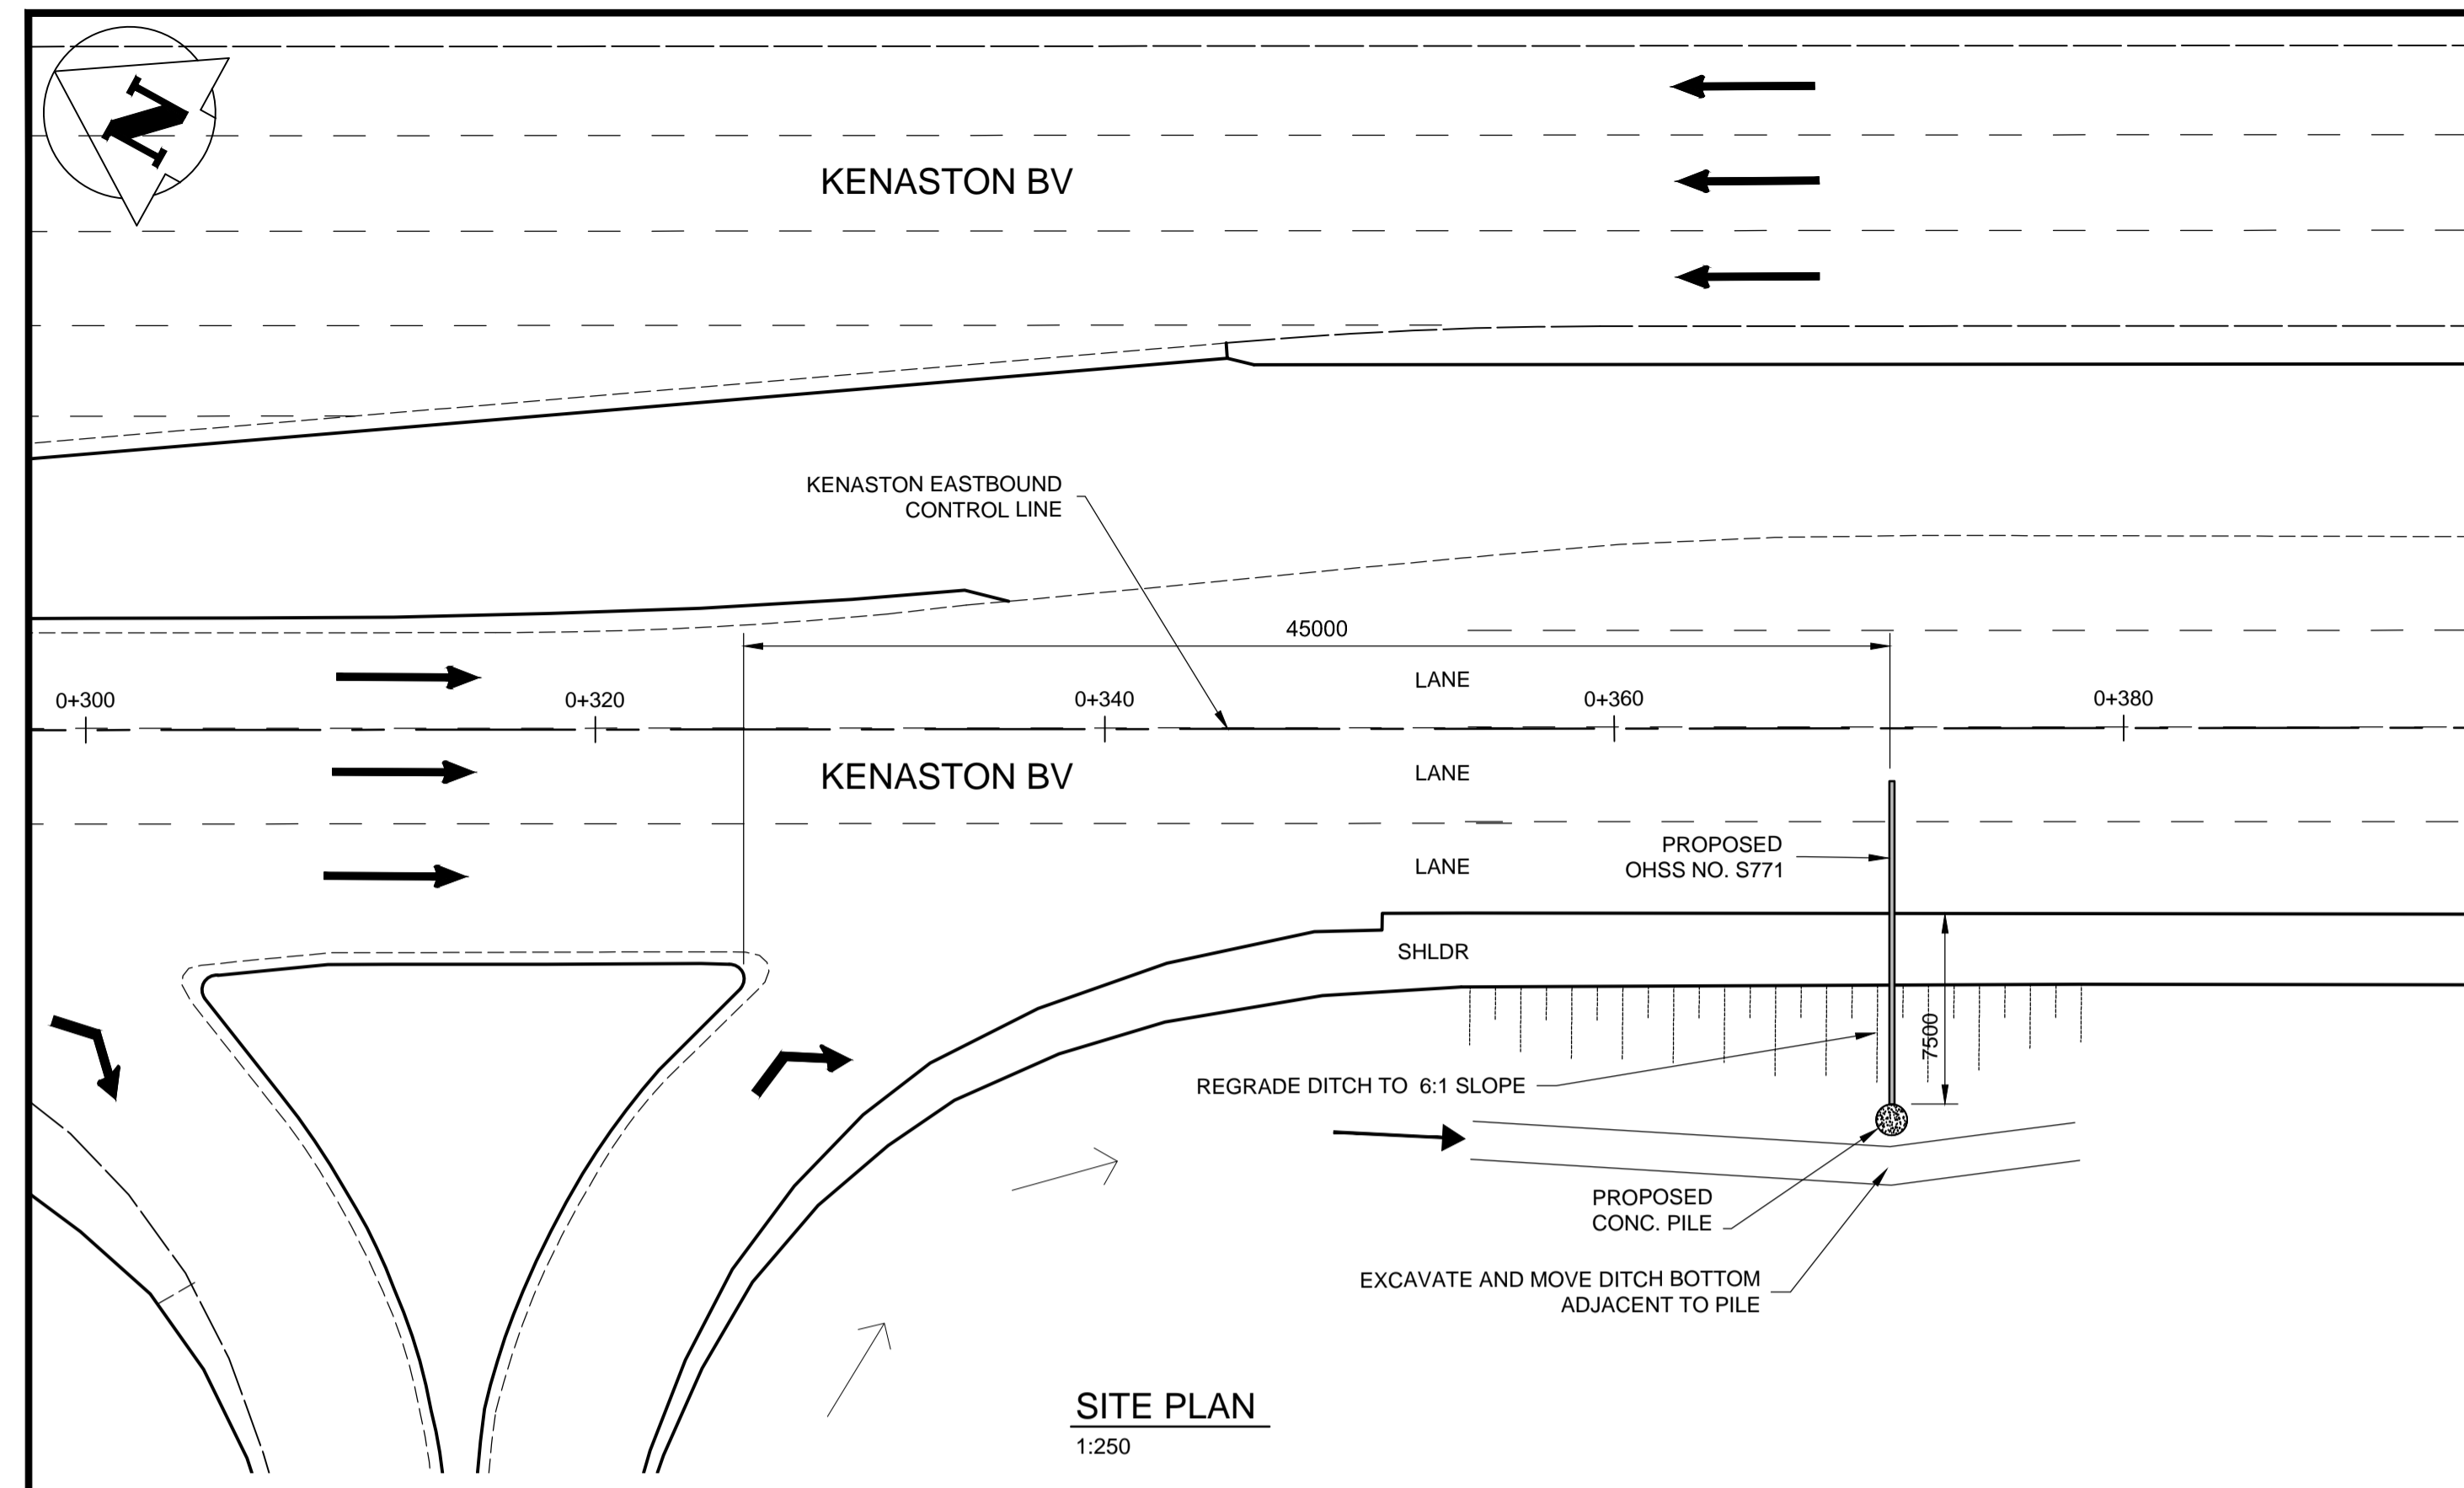 N
KENASTON BV
KENASTON EASTBOUND
CONTROL LINE
45000
LANE
0+300
0+320
0+340
0+360
0+380
KENASTON BV
LANE
PROPOSED
OHSS NO. S771
LANE
SHLDR
7500
REGRADE DITCH TO 6:1 SLOPE
PROPOSED
CONC. PILE
EXCAVATE AND MOVE DITCH BOTTOM
ADJACENT TO PILE
SITE PLAN
1:250